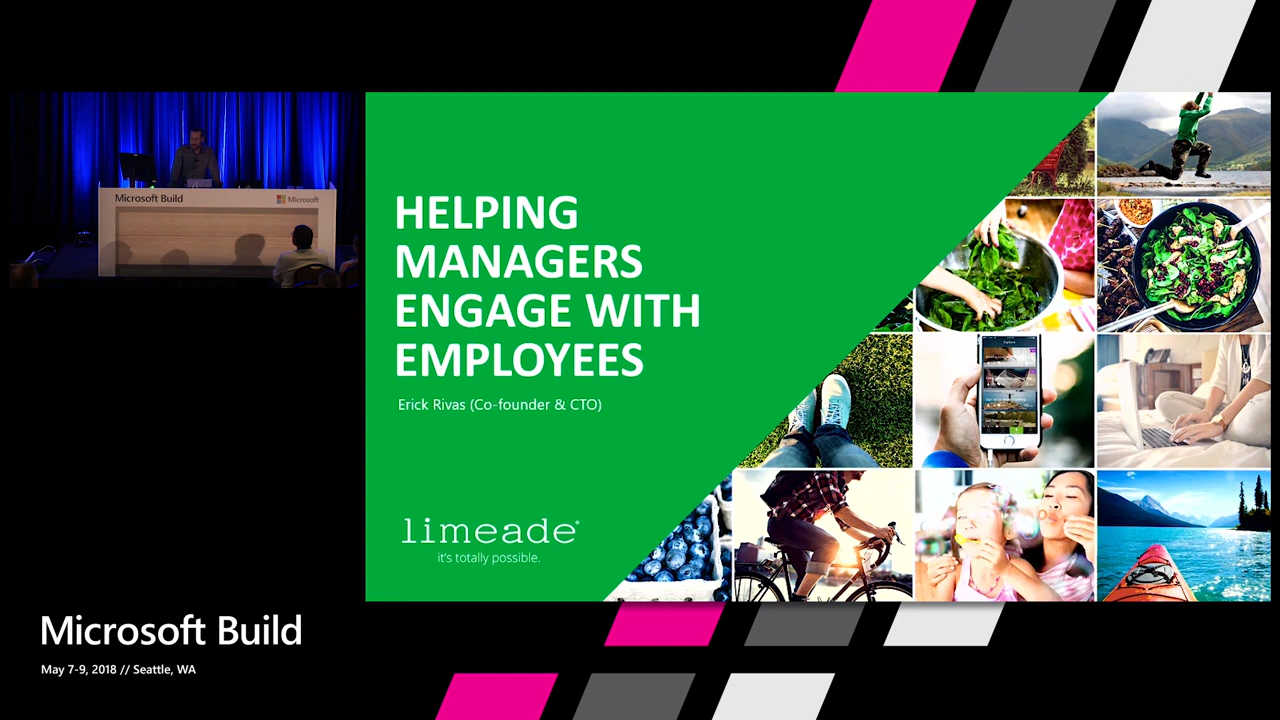 Microsoft Build
Microsoft
HELPING
MANAGERS
ENGAGE WITH
EMPLOYEES
Erick Rivas (Co-founder & CTO)
limeade®
it's totally possible.
Explore
Microsoft Build
May 7-9, 2018 // Seattle, WA